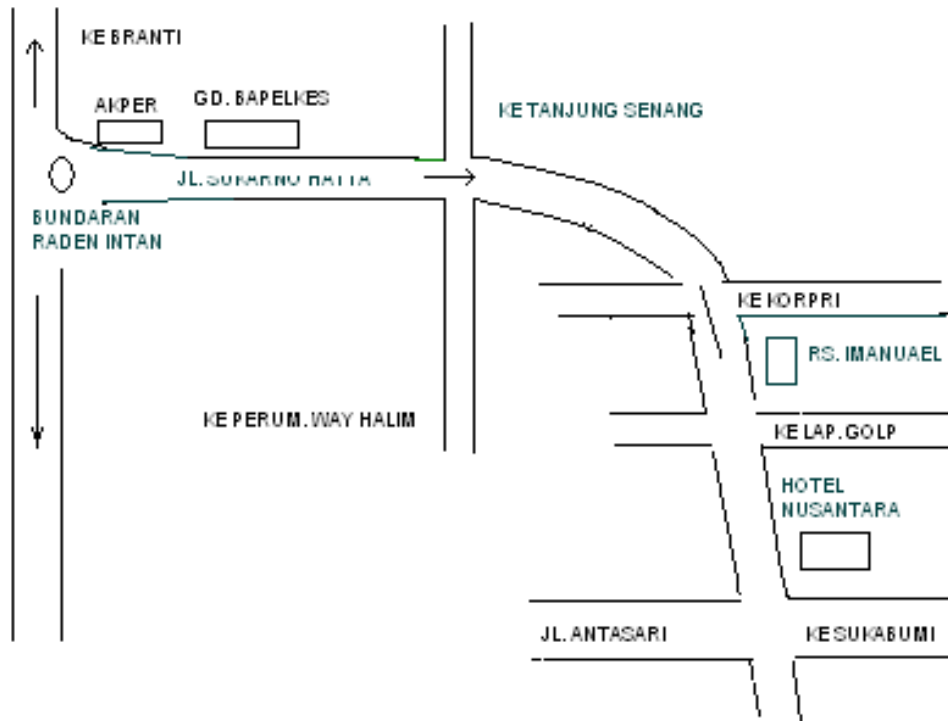 KE BRANTI
AKPER
GD. BAPELKES
KE TANJUNG SENANG
JL. SUKARNO HATTA
BUNDARAN
RADEN INTAN
KE KORPRI
RS. IMANUAEL
KE PERUM. WAY HALIM
KE LAP. GOLP
HOTEL
NUSANTARA
JL. ANTASARI
KE SUKABUMI